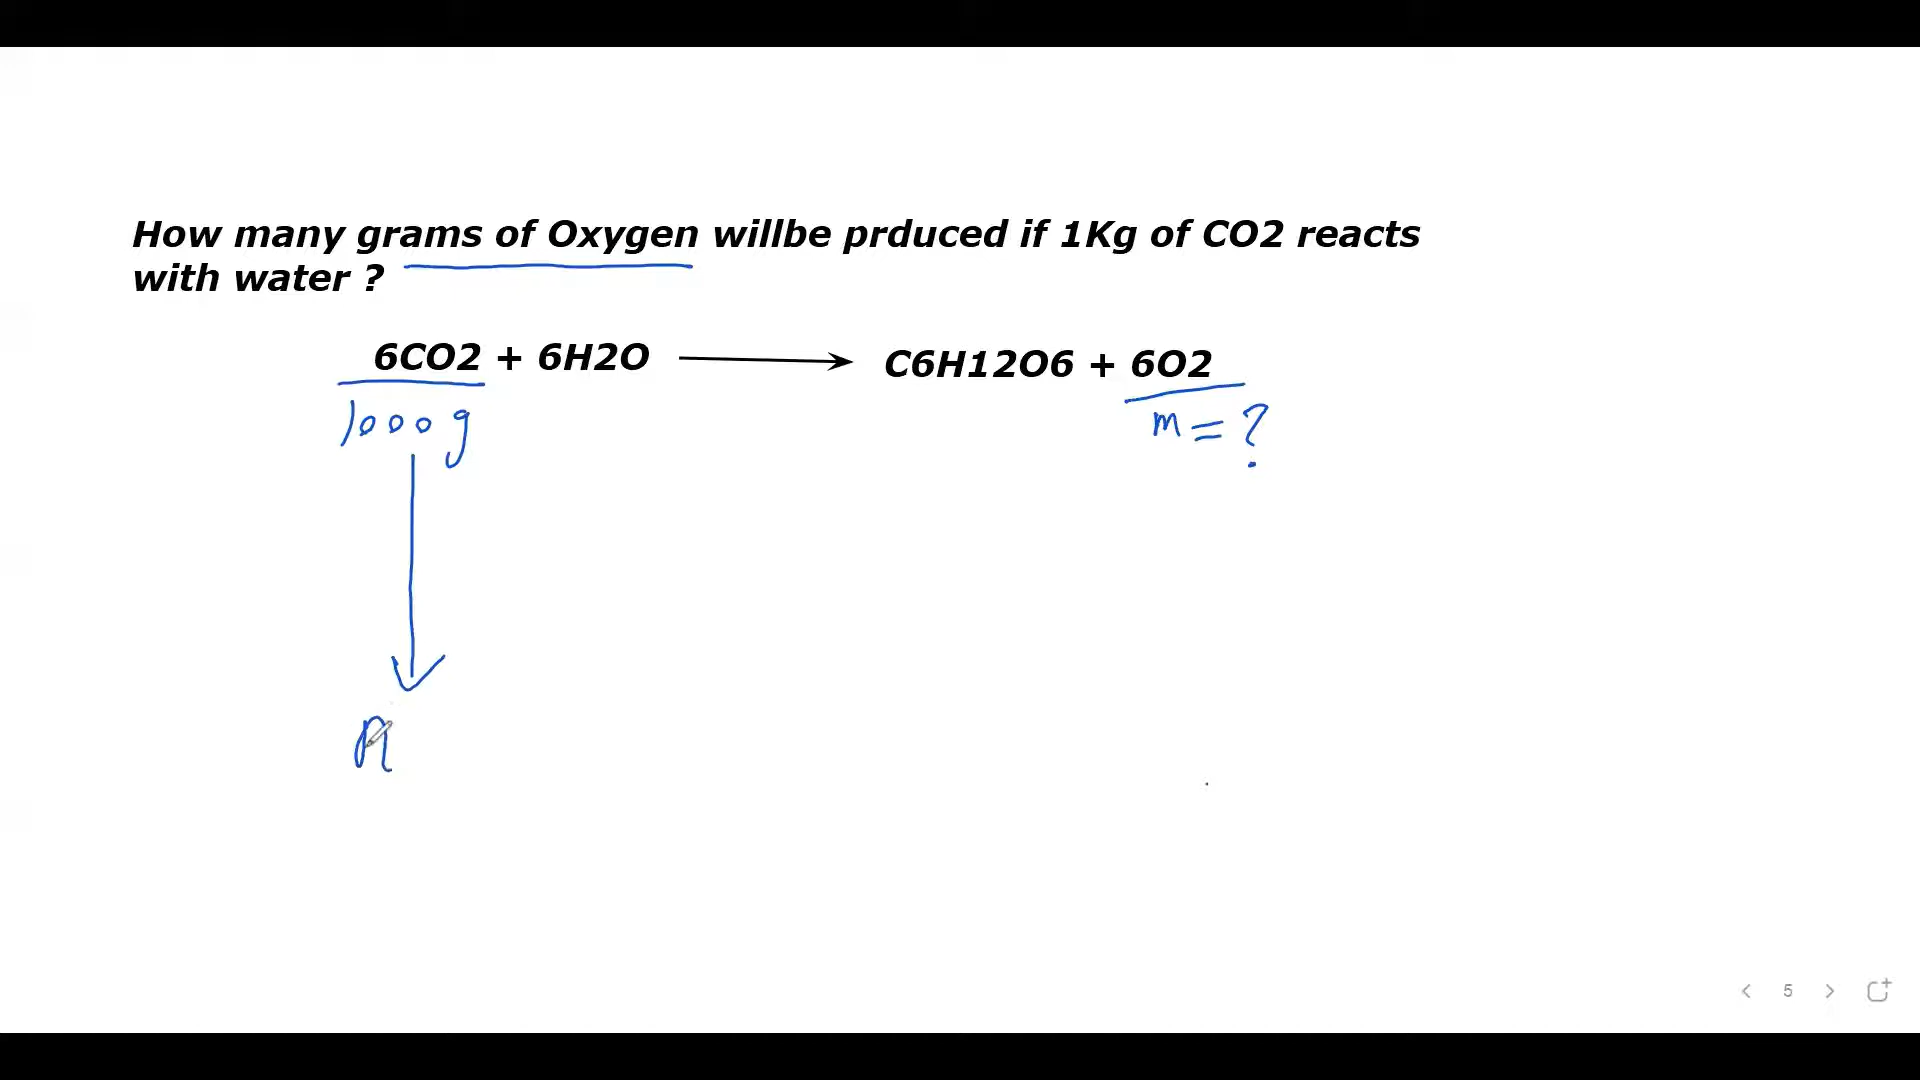 How many grams of Oxygen willbe prduced if 1Kg of CO2 reacts
with water ?
6CO2 + 6H2O C6H12O6 + 6O2
1000g m = ?
n
5